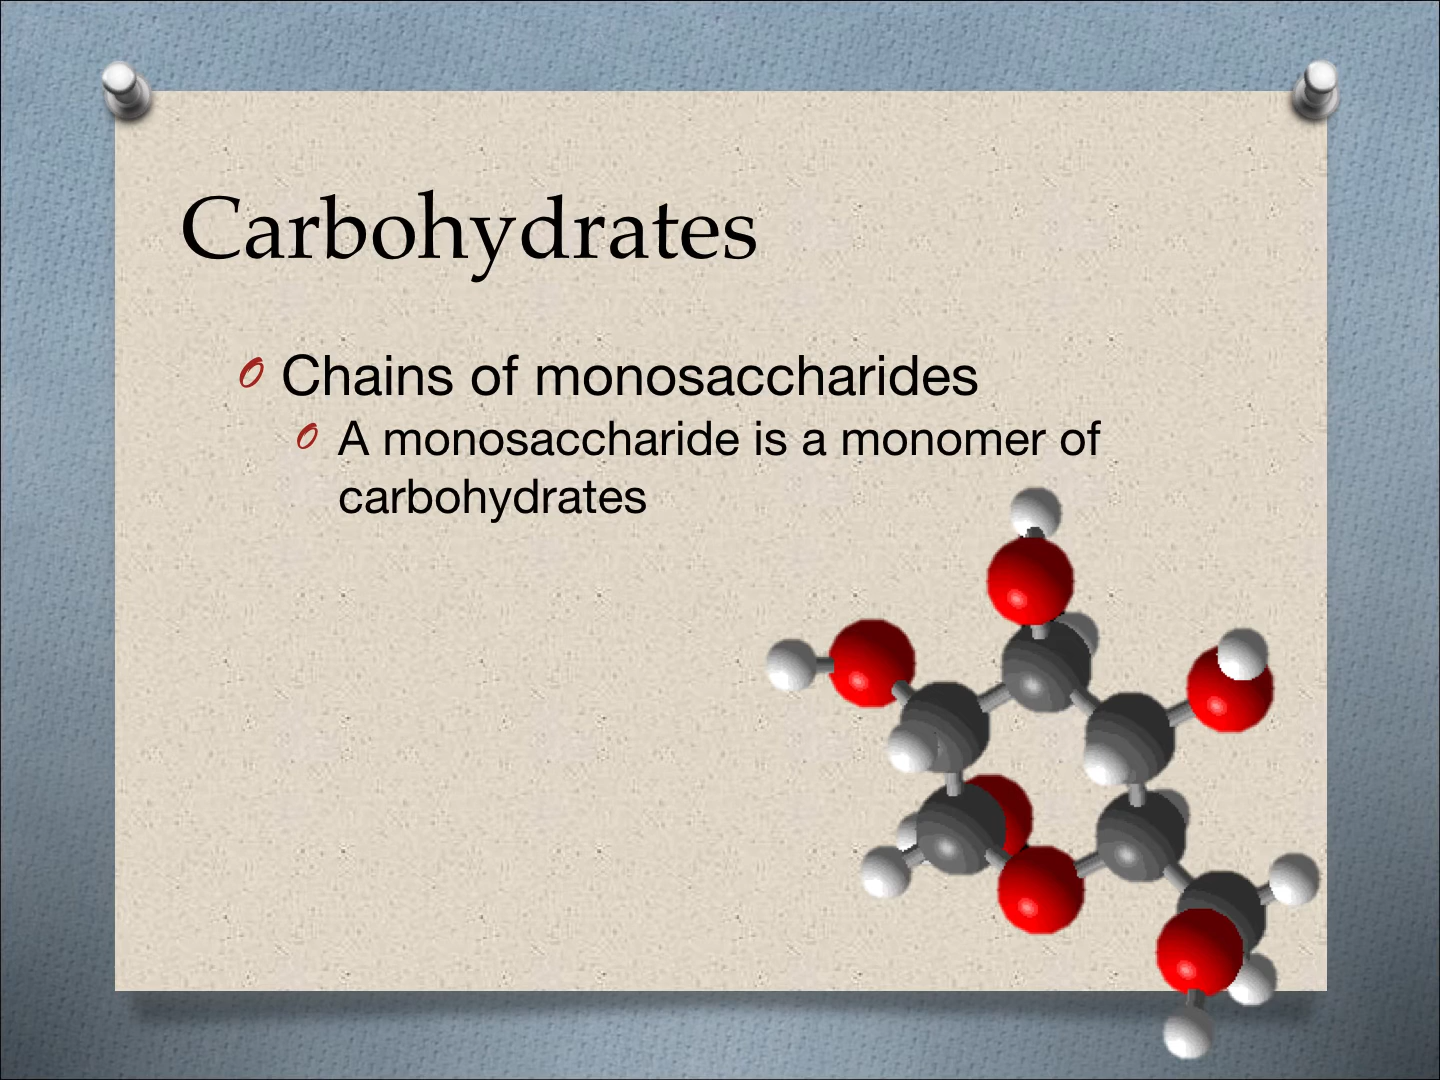 Carbohydrates
Chains of monosaccharides
A monosaccharide is a monomer of
carbohydrates